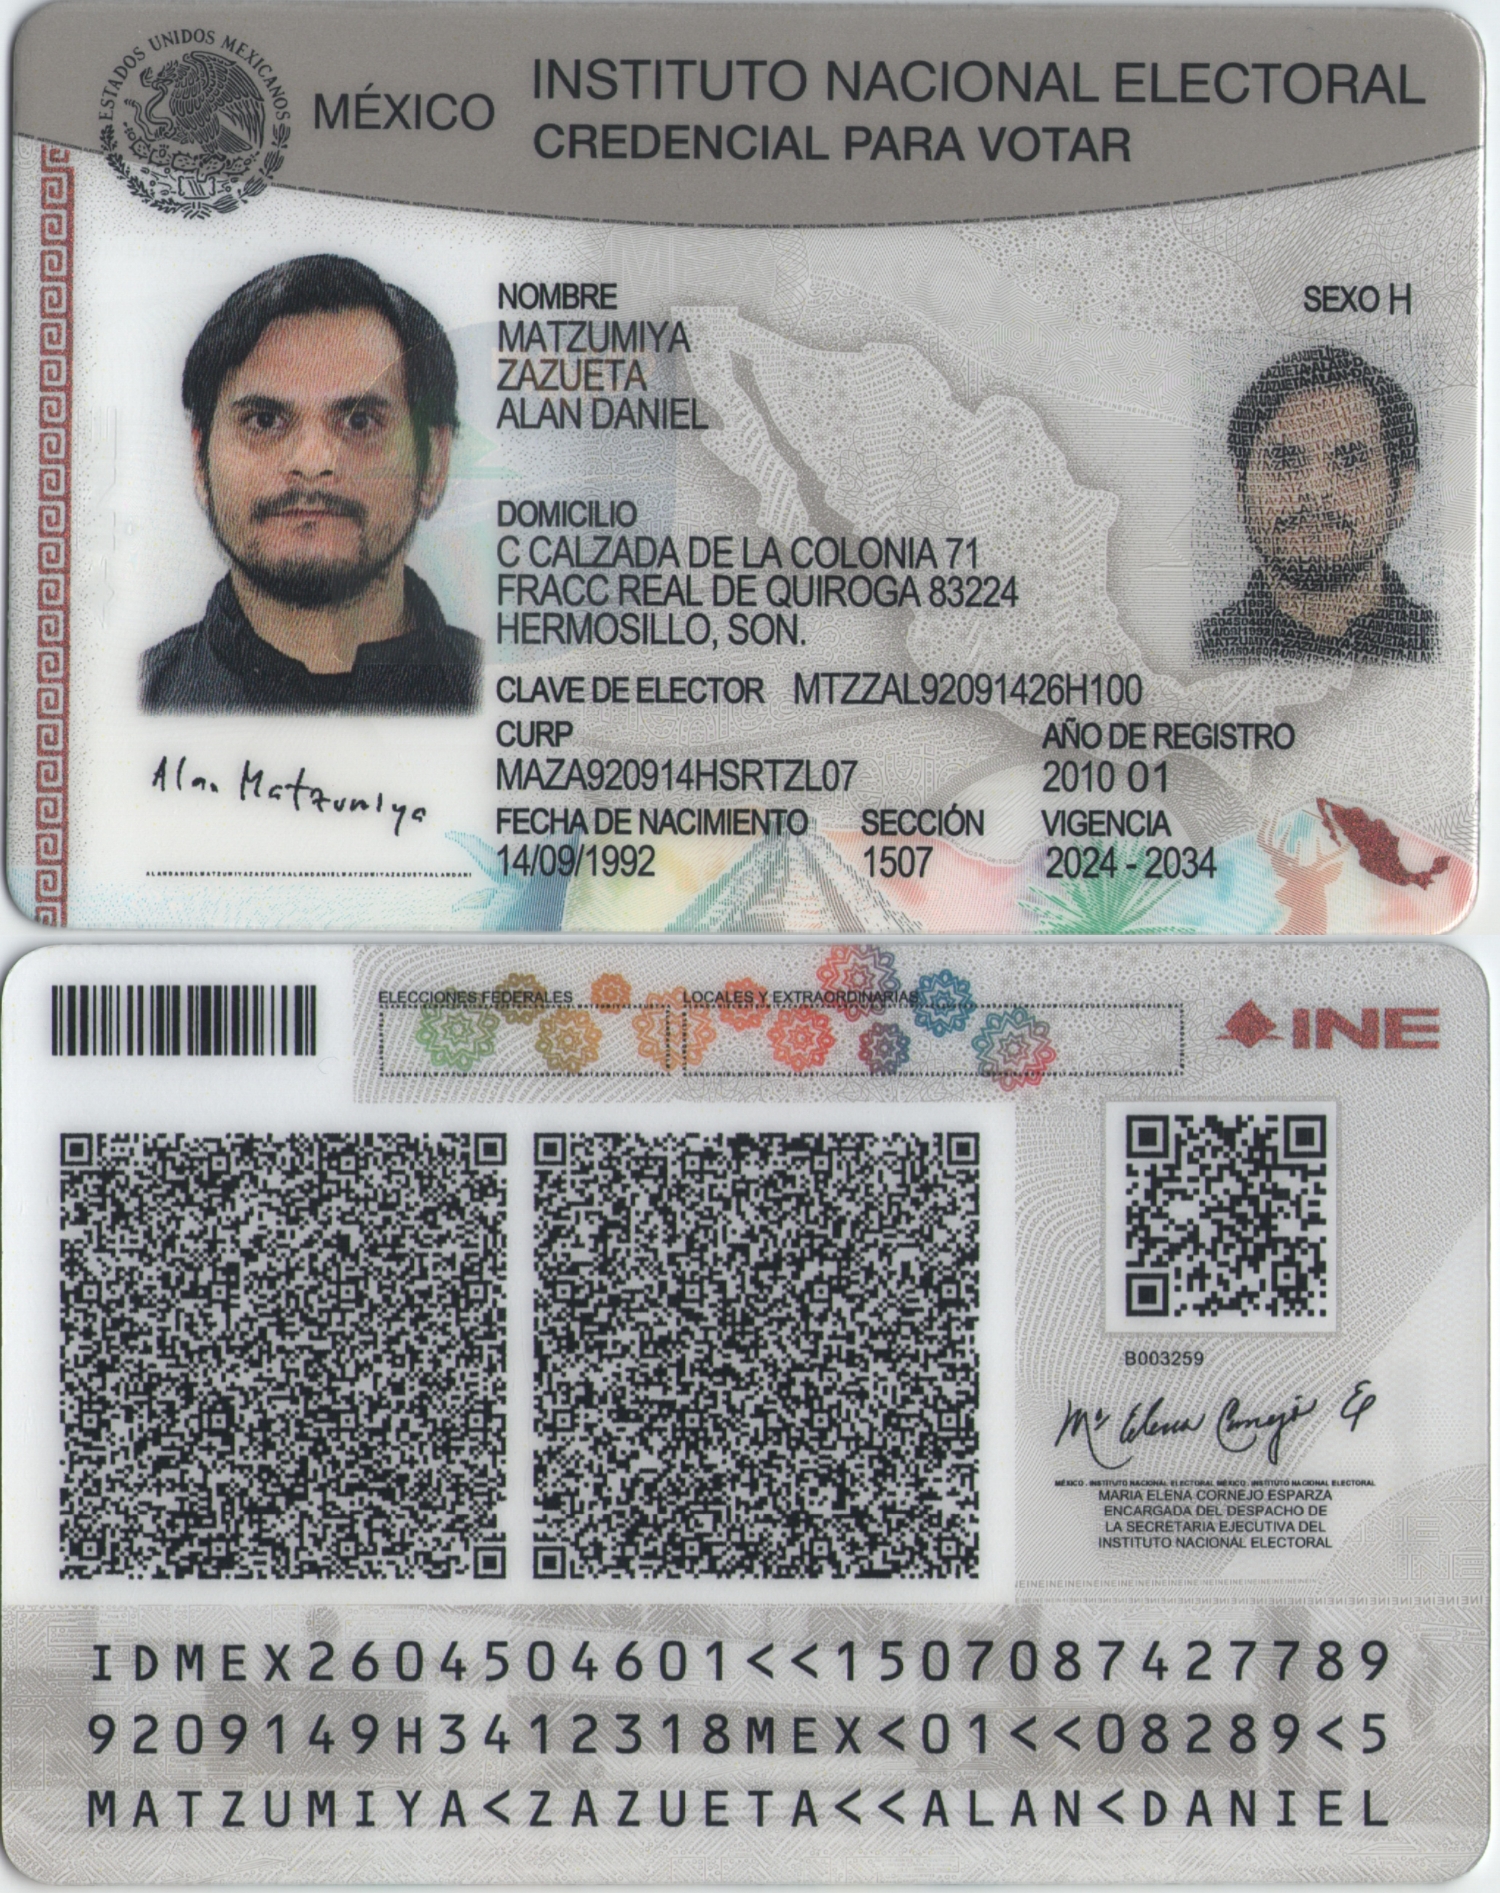 ESTADOS UNIDOS MEXICANOS
MÉXICO
INSTITUTO NACIONAL ELECTORAL
CREDENCIAL PARA VOTAR
NOMBRE
MATZUMIYA
ZAZUETA
ALAN DANIEL
SEXO H
DOMICILIO
C CALZADA DE LA COLONIA 71
FRACC REAL DE QUIROGA 83224
HERMOSILLO, SON.
CLAVE DE ELECTOR MTZZAL92091426H100
CURP
MAZA920914HSRTZL07
AÑO DE REGISTRO
2010 01
FECHA DE NACIMIENTO
14/09/1992
SECCIÓN
1507
VIGENCIA
2024 - 2034
Alan Matzumiya
ELECCIONES FEDERALES
LOCALES Y EXTRAORDINARIAS
INE
B003259
Mª Elena Cornejo E
MÉXICO . INSTITUTO NACIONAL ELECTORAL MÉXICO . INSTITUTO NACIONAL ELECTORAL
MARIA ELENA CORNEJO ESPARZA
ENCARGADA DEL DESPACHO DE
LA SECRETARIA EJECUTIVA DEL
INSTITUTO NACIONAL ELECTORAL
IDMEX2604504601<<1507087427789
9209149H3412318MEX<01<<08289<5
MATZUMIYA<ZAZUETA<<ALAN<DANIEL